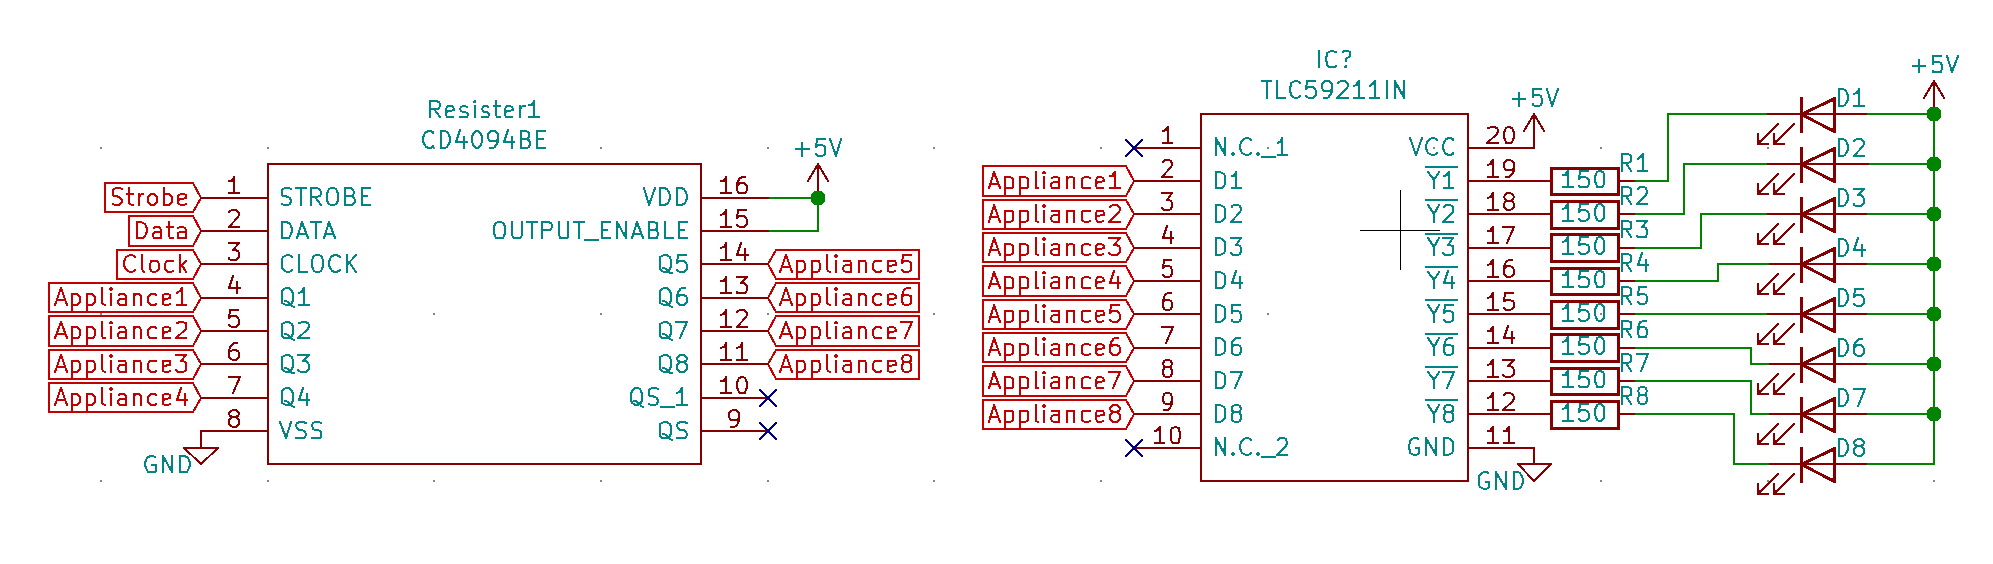 Resister1
CD4094BE
+5V
Strobe 1 STROBE VDD 16
Data 2 DATA OUTPUT_ENABLE 15
Clock 3 CLOCK Q5 14 Appliance5
Appliance1 4 Q1 Q6 13 Appliance6
Appliance2 5 Q2 Q7 12 Appliance7
Appliance3 6 Q3 Q8 11 Appliance8
Appliance4 7 Q4 QS_1 10
8 VSS QS 9
GND
IC?
TLC59211IN
+5V
1 N.C._1 VCC 20
Appliance1 2 D1 Y1 19 150 R1
Appliance2 3 D2 Y2 18 150 R2
Appliance3 4 D3 Y3 17 150 R3
Appliance4 5 D4 Y4 16 150 R4
Appliance5 6 D5 Y5 15 150 R5
Appliance6 7 D6 Y6 14 150 R6
Appliance7 8 D7 Y7 13 150 R7
Appliance8 9 D8 Y8 12 150 R8
10 N.C._2 GND 11
GND
+5V
D1
D2
D3
D4
D5
D6
D7
D8